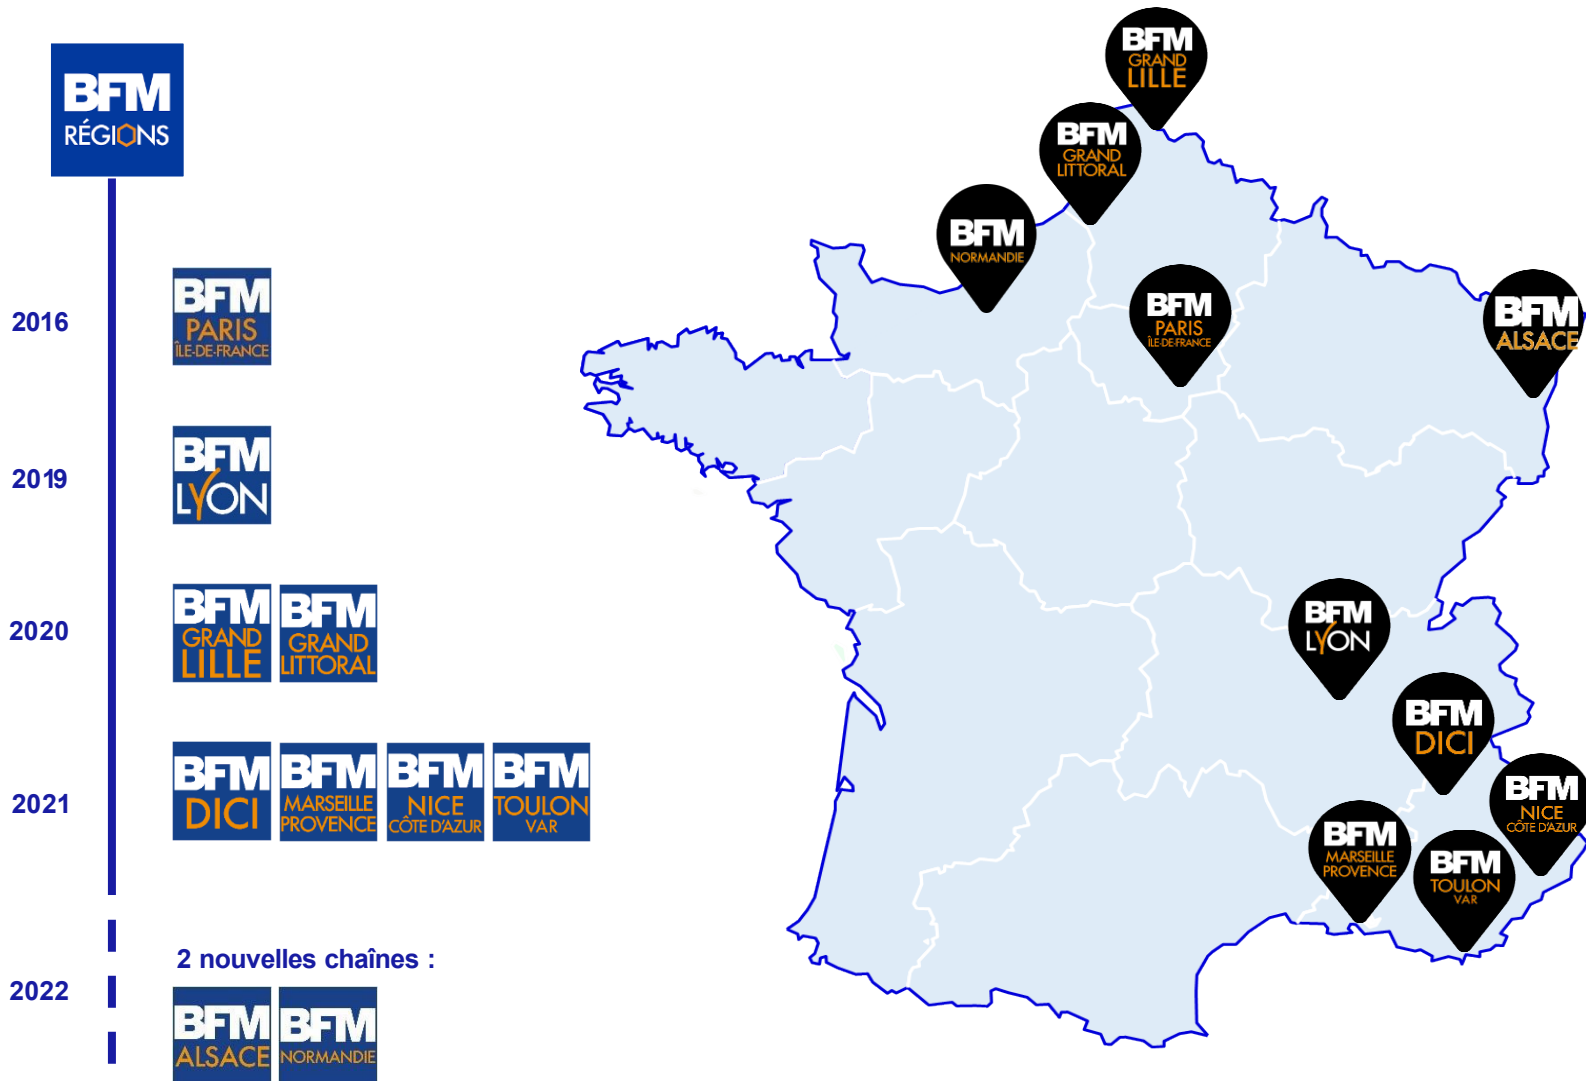 BFM
RÉGIONS
2016
BFM
PARIS
ÎLE-DE-FRANCE
2019
BFM
LYON
2020
BFM
GRAND
LILLE
BFM
GRAND
LITTORAL
2021
BFM
DICI
BFM
MARSEILLE
PROVENCE
BFM
NICE
CÔTE D'AZUR
BFM
TOULON
VAR
2022
2 nouvelles chaînes :
BFM
ALSACE
BFM
NORMANDIE
BFM
GRAND
LILLE
BFM
GRAND
LITTORAL
BFM
NORMANDIE
BFM
PARIS
ÎLE-DE-FRANCE
BFM
ALSACE
BFM
LYON
BFM
DICI
BFM
NICE
CÔTE D'AZUR
BFM
MARSEILLE
PROVENCE
BFM
TOULON
VAR